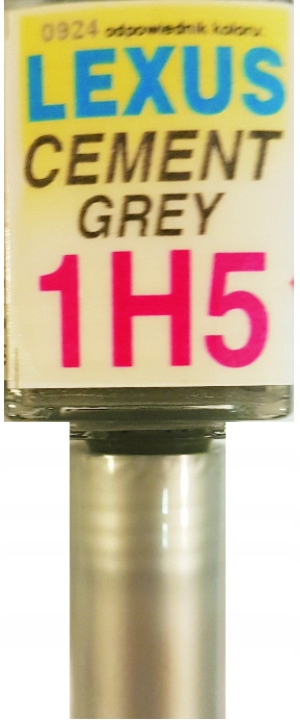 0924 odpowiednik koloru:
LEXUS
CEMENT
GREY
1H5